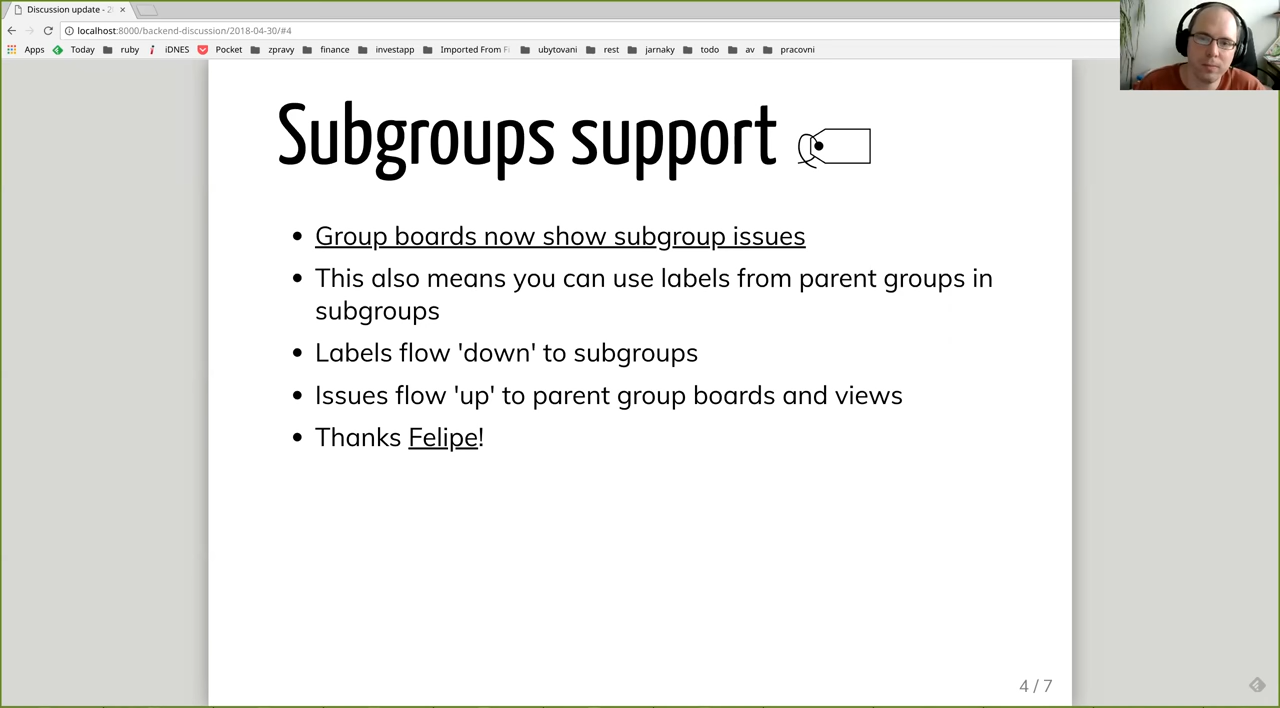 Discussion update - 2
localhost:8000/backend-discussion/2018-04-30/#4
Apps Today ruby iDNES Pocket zpravy finance investapp Imported From Fi ubytovani rest jarnaky todo av pracovni
Subgroups support
Group boards now show subgroup issues
This also means you can use labels from parent groups in
subgroups
Labels flow 'down' to subgroups
Issues flow 'up' to parent group boards and views
Thanks Felipe!
4 / 7